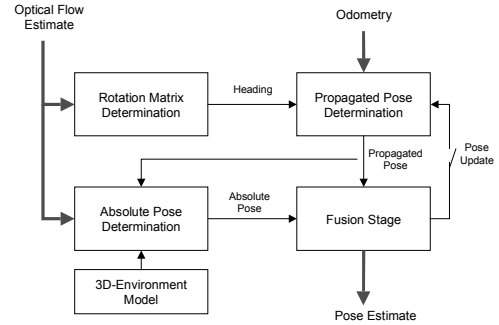 Optical Flow
Estimate
Odometry
Rotation Matrix
Determination
Heading
Propagated Pose
Determination
Propagated
Pose
Pose
Update
Absolute Pose
Determination
Absolute
Pose
Fusion Stage
3D-Environment
Model
Pose Estimate